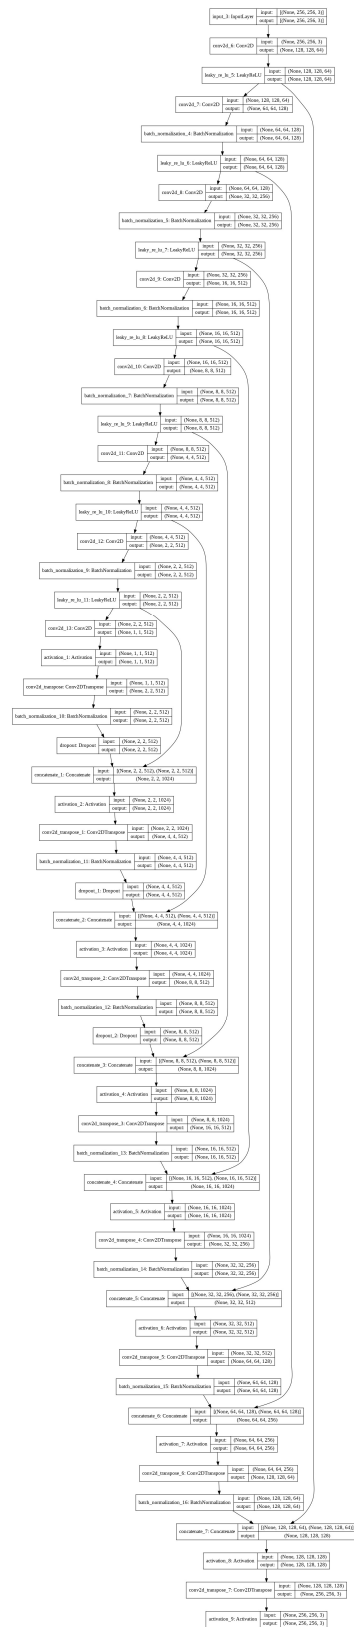 input_3: InputLayer
input: [(None, 256, 256, 3)]
output: [(None, 256, 256, 3)]
conv2d_6: Conv2D
input: (None, 256, 256, 3)
output: (None, 128, 128, 64)
leaky_re_lu_5: LeakyReLU
input: (None, 128, 128, 64)
output: (None, 128, 128, 64)
conv2d_7: Conv2D
input: (None, 128, 128, 64)
output: (None, 64, 64, 128)
batch_normalization_4: BatchNormalization
input: (None, 64, 64, 128)
output: (None, 64, 64, 128)
leaky_re_lu_6: LeakyReLU
input: (None, 64, 64, 128)
output: (None, 64, 64, 128)
conv2d_8: Conv2D
input: (None, 64, 64, 128)
output: (None, 32, 32, 256)
batch_normalization_5: BatchNormalization
input: (None, 32, 32, 256)
output: (None, 32, 32, 256)
leaky_re_lu_7: LeakyReLU
input: (None, 32, 32, 256)
output: (None, 32, 32, 256)
conv2d_9: Conv2D
input: (None, 32, 32, 256)
output: (None, 16, 16, 512)
batch_normalization_6: BatchNormalization
input: (None, 16, 16, 512)
output: (None, 16, 16, 512)
leaky_re_lu_8: LeakyReLU
input: (None, 16, 16, 512)
output: (None, 16, 16, 512)
conv2d_10: Conv2D
input: (None, 16, 16, 512)
output: (None, 8, 8, 512)
batch_normalization_7: BatchNormalization
input: (None, 8, 8, 512)
output: (None, 8, 8, 512)
leaky_re_lu_9: LeakyReLU
input: (None, 8, 8, 512)
output: (None, 8, 8, 512)
conv2d_11: Conv2D
input: (None, 8, 8, 512)
output: (None, 4, 4, 512)
batch_normalization_8: BatchNormalization
input: (None, 4, 4, 512)
output: (None, 4, 4, 512)
leaky_re_lu_10: LeakyReLU
input: (None, 4, 4, 512)
output: (None, 4, 4, 512)
conv2d_12: Conv2D
input: (None, 4, 4, 512)
output: (None, 2, 2, 512)
batch_normalization_9: BatchNormalization
input: (None, 2, 2, 512)
output: (None, 2, 2, 512)
leaky_re_lu_11: LeakyReLU
input: (None, 2, 2, 512)
output: (None, 2, 2, 512)
conv2d_13: Conv2D
input: (None, 2, 2, 512)
output: (None, 1, 1, 512)
activation_1: Activation
input: (None, 1, 1, 512)
output: (None, 1, 1, 512)
conv2d_transpose: Conv2DTranspose
input: (None, 1, 1, 512)
output: (None, 2, 2, 512)
batch_normalization_10: BatchNormalization
input: (None, 2, 2, 512)
output: (None, 2, 2, 512)
dropout: Dropout
input: (None, 2, 2, 512)
output: (None, 2, 2, 512)
concatenate_1: Concatenate
input: [(None, 2, 2, 512), (None, 2, 2, 512)]
output: (None, 2, 2, 1024)
activation_2: Activation
input: (None, 2, 2, 1024)
output: (None, 2, 2, 1024)
conv2d_transpose_1: Conv2DTranspose
input: (None, 2, 2, 1024)
output: (None, 4, 4, 512)
batch_normalization_11: BatchNormalization
input: (None, 4, 4, 512)
output: (None, 4, 4, 512)
dropout_1: Dropout
input: (None, 4, 4, 512)
output: (None, 4, 4, 512)
concatenate_2: Concatenate
input: [(None, 4, 4, 512), (None, 4, 4, 512)]
output: (None, 4, 4, 1024)
activation_3: Activation
input: (None, 4, 4, 1024)
output: (None, 4, 4, 1024)
conv2d_transpose_2: Conv2DTranspose
input: (None, 4, 4, 1024)
output: (None, 8, 8, 512)
batch_normalization_12: BatchNormalization
input: (None, 8, 8, 512)
output: (None, 8, 8, 512)
dropout_2: Dropout
input: (None, 8, 8, 512)
output: (None, 8, 8, 512)
concatenate_3: Concatenate
input: [(None, 8, 8, 512), (None, 8, 8, 512)]
output: (None, 8, 8, 1024)
activation_4: Activation
input: (None, 8, 8, 1024)
output: (None, 8, 8, 1024)
conv2d_transpose_3: Conv2DTranspose
input: (None, 8, 8, 1024)
output: (None, 16, 16, 512)
batch_normalization_13: BatchNormalization
input: (None, 16, 16, 512)
output: (None, 16, 16, 512)
concatenate_4: Concatenate
input: [(None, 16, 16, 512), (None, 16, 16, 512)]
output: (None, 16, 16, 1024)
activation_5: Activation
input: (None, 16, 16, 1024)
output: (None, 16, 16, 1024)
conv2d_transpose_4: Conv2DTranspose
input: (None, 16, 16, 1024)
output: (None, 32, 32, 256)
batch_normalization_14: BatchNormalization
input: (None, 32, 32, 256)
output: (None, 32, 32, 256)
concatenate_5: Concatenate
input: [(None, 32, 32, 256), (None, 32, 32, 256)]
output: (None, 32, 32, 512)
activation_6: Activation
input: (None, 32, 32, 512)
output: (None, 32, 32, 512)
conv2d_transpose_5: Conv2DTranspose
input: (None, 32, 32, 512)
output: (None, 64, 64, 128)
batch_normalization_15: BatchNormalization
input: (None, 64, 64, 128)
output: (None, 64, 64, 128)
concatenate_6: Concatenate
input: [(None, 64, 64, 128), (None, 64, 64, 128)]
output: (None, 64, 64, 256)
activation_7: Activation
input: (None, 64, 64, 256)
output: (None, 64, 64, 256)
conv2d_transpose_6: Conv2DTranspose
input: (None, 64, 64, 256)
output: (None, 128, 128, 64)
batch_normalization_16: BatchNormalization
input: (None, 128, 128, 64)
output: (None, 128, 128, 64)
concatenate_7: Concatenate
input: [(None, 128, 128, 64), (None, 128, 128, 64)]
output: (None, 128, 128, 128)
activation_8: Activation
input: (None, 128, 128, 128)
output: (None, 128, 128, 128)
conv2d_transpose_7: Conv2DTranspose
input: (None, 128, 128, 128)
output: (None, 256, 256, 3)
activation_9: Activation
input: (None, 256, 256, 3)
output: (None, 256, 256, 3)